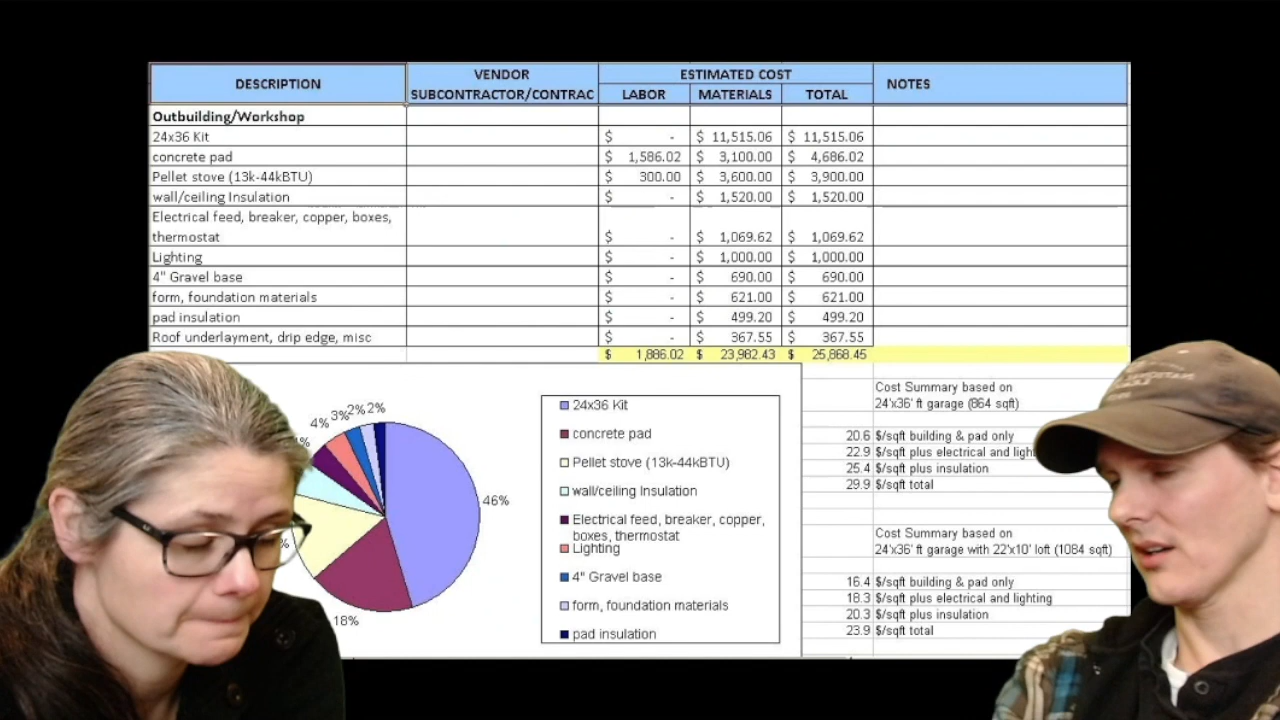 DESCRIPTION
VENDOR
SUBCONTRACTOR/CONTRAC
ESTIMATED COST
LABOR MATERIALS TOTAL
NOTES
Outbuilding/Workshop
24x36 Kit $ - $ 11,515.06 $ 11,515.06
concrete pad $ 1,586.02 $ 3,100.00 $ 4,686.02
Pellet stove (13k-44kBTU) $ 300.00 $ 3,600.00 $ 3,900.00
wall/ceiling Insulation $ - $ 1,520.00 $ 1,520.00
Electrical feed, breaker, copper, boxes,
thermostat $ - $ 1,069.62 $ 1,069.62
Lighting $ - $ 1,000.00 $ 1,000.00
4" Gravel base $ - $ 690.00 $ 690.00
form, foundation materials $ - $ 621.00 $ 621.00
pad insulation $ - $ 499.20 $ 499.20
Roof underlayment, drip edge, misc $ - $ 367.55 $ 367.55
$ 1,886.02 $ 23,982.43 $ 25,868.45
4% 3% 2% 2%
46%
18%
24x36 Kit
concrete pad
Pellet stove (13k-44kBTU)
wall/ceiling Insulation
Electrical feed, breaker, copper,
boxes, thermostat
Lighting
4" Gravel base
form, foundation materials
pad insulation
Cost Summary based on
24'x36' ft garage (864 sqft)
20.6 $/sqft building & pad only
22.9 $/sqft plus electrical and
25.4 $/sqft plus insulation
29.9 $/sqft total
Cost Summary based on
24'x36' ft garage with 22'x10' loft (1084 sqft)
16.4 $/sqft building & pad only
18.3 $/sqft plus electrical and lighting
20.3 $/sqft plus insulation
23.9 $/sqft total